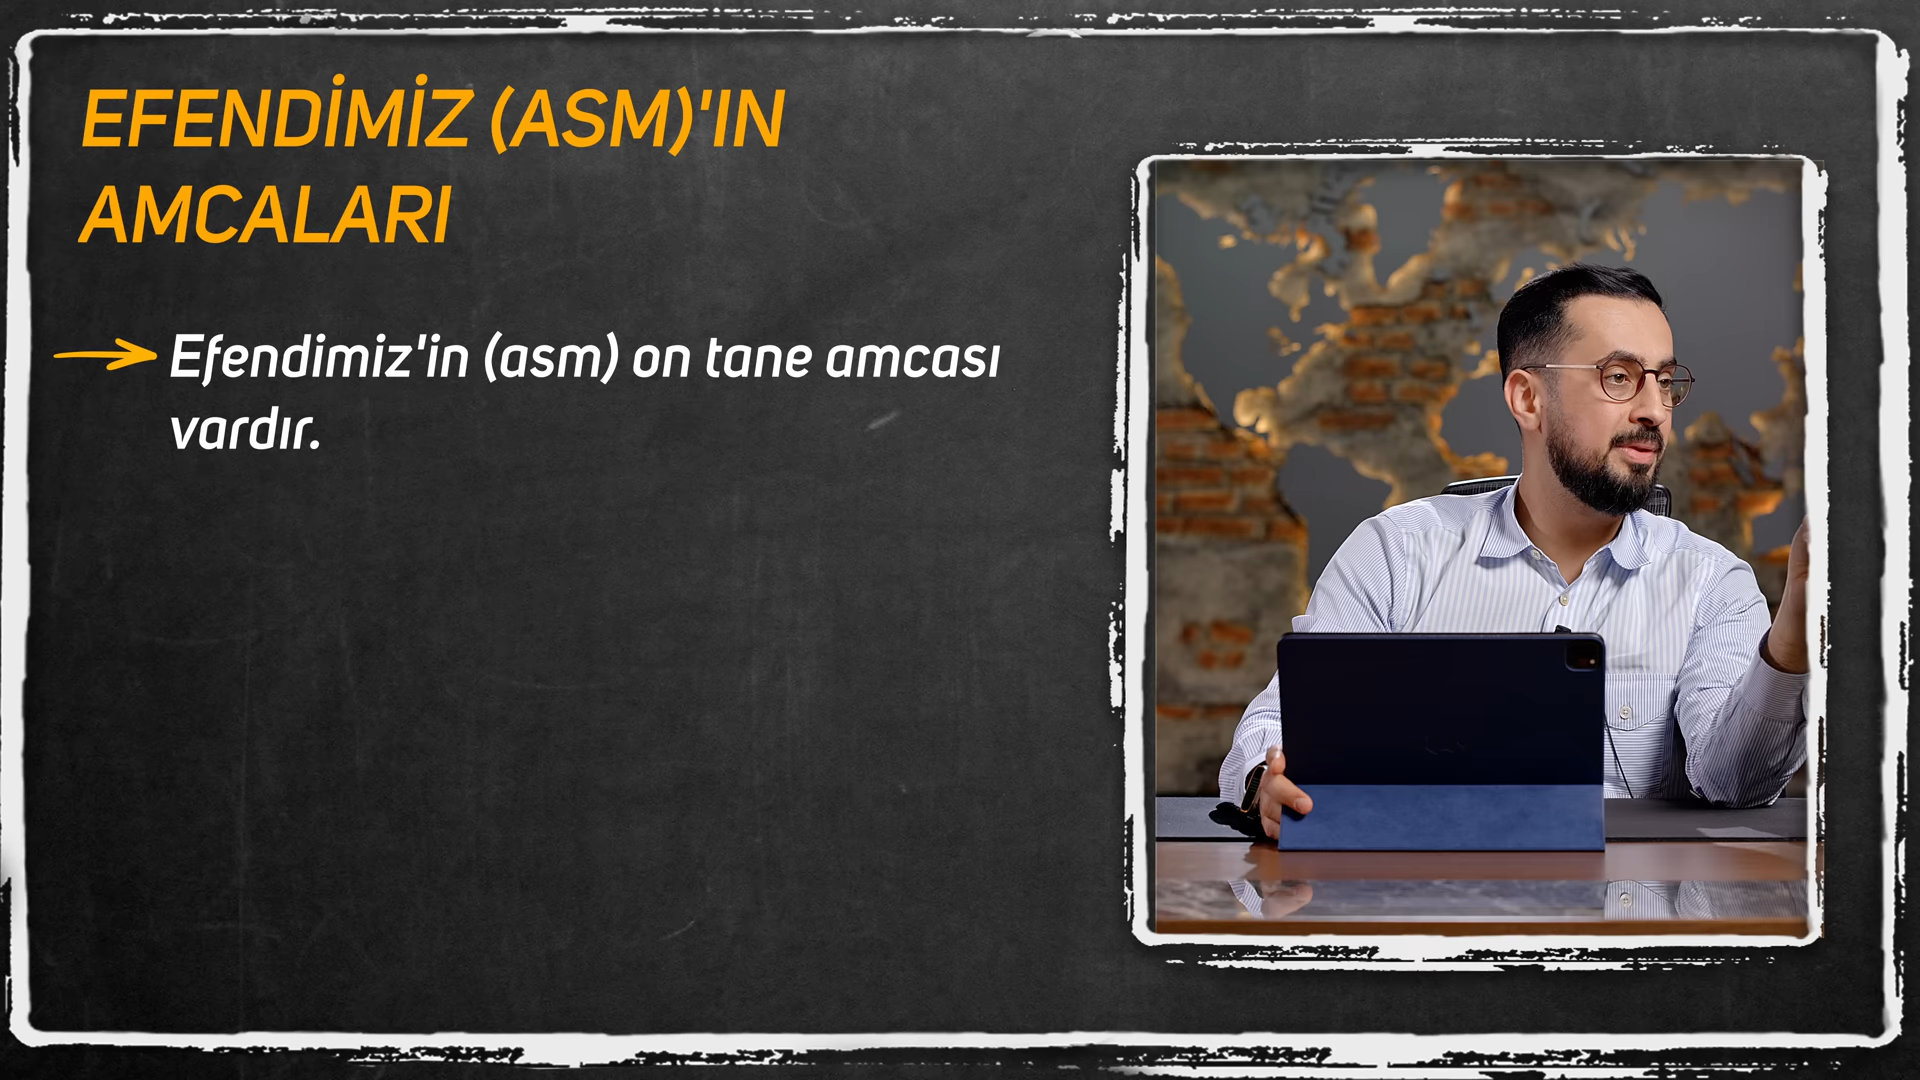 EFENDİMİZ (ASM)'IN
AMCALARI
Efendimiz'in (asm) on tane amcası
vardır.